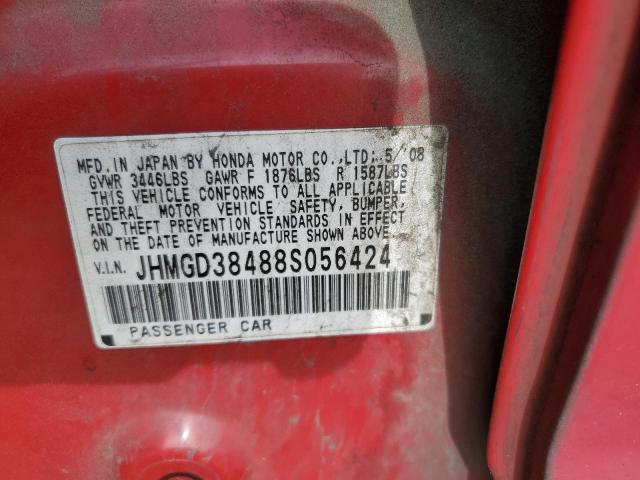 MFD. IN JAPAN BY HONDA MOTOR CO., LTD; 5/'08
GVWR 3446LBS GAWR F 1876LBS R 1587LBS
THIS VEHICLE CONFORMS TO ALL APPLICABLE
FEDERAL MOTOR VEHICLE SAFETY, BUMPER,
AND THEFT PREVENTION STANDARDS IN EFFECT
ON THE DATE OF MANUFACTURE SHOWN ABOVE.
V.I.N. JHMGD38488S056424
PASSENGER CAR